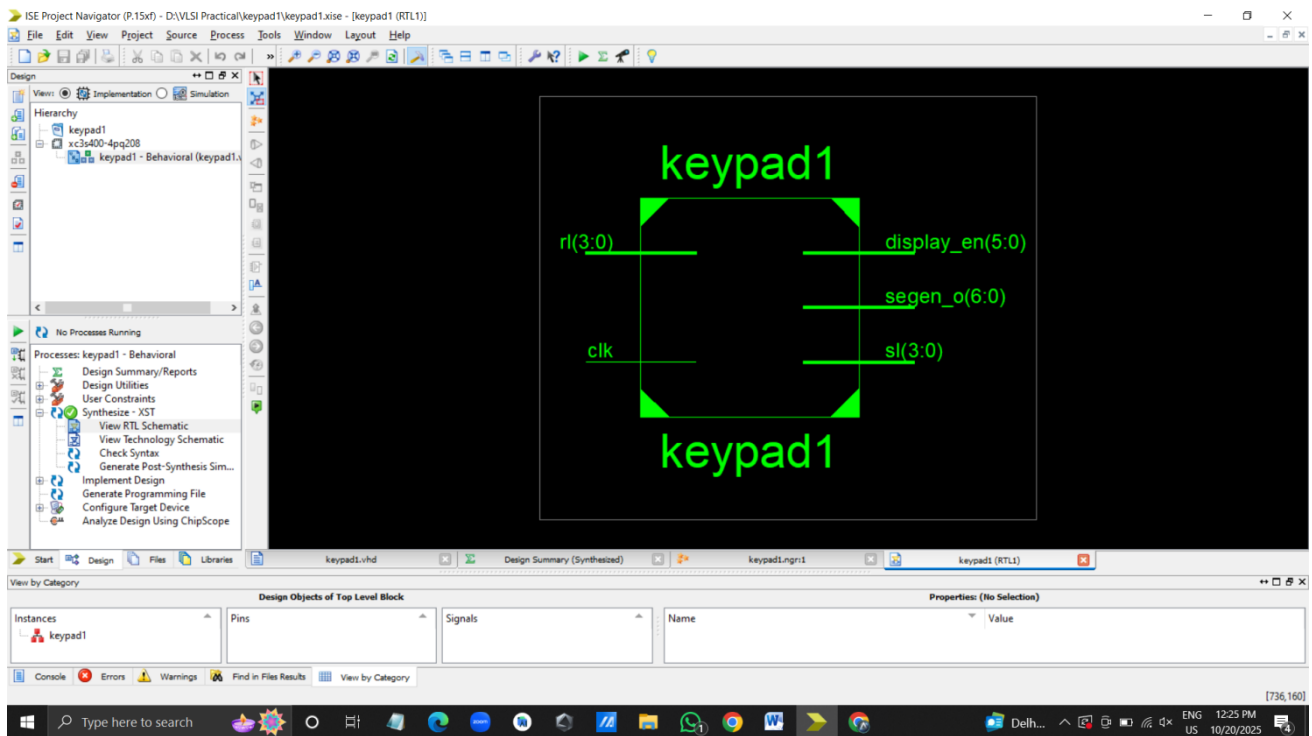 ISE Project Navigator (P.15xf) - D:\VLSI Practical\keypad1\keypad1.xise - [keypad1 (RTL1)]
File Edit View Project Source Process Tools Window Layout Help
Design
View: Implementation Simulation
Hierarchy
keypad1
xc3s400-4pq208
keypad1 - Behavioral (keypad1.v
No Processes Running
Processes: keypad1 - Behavioral
Design Summary/Reports
Design Utilities
User Constraints
Synthesize - XST
View RTL Schematic
View Technology Schematic
Check Syntax
Generate Post-Synthesis Sim...
Implement Design
Generate Programming File
Configure Target Device
Analyze Design Using ChipScope
Start Design Files Libraries
keypad1
rl(3:0)
display_en(5:0)
segen_o(6:0)
clk
sl(3:0)
keypad1
keypad1.vhd Design Summary (Synthesized) keypad1.ngr:1 keypad1 (RTL1)
View by Category
Design Objects of Top Level Block Properties: (No Selection)
Instances Pins Signals Name Value
keypad1
Console Errors Warnings Find in Files Results View by Category
[736,160]
Type here to search
zoom
W
1
Delh...
ENG 12:25 PM
US 10/20/2025
4